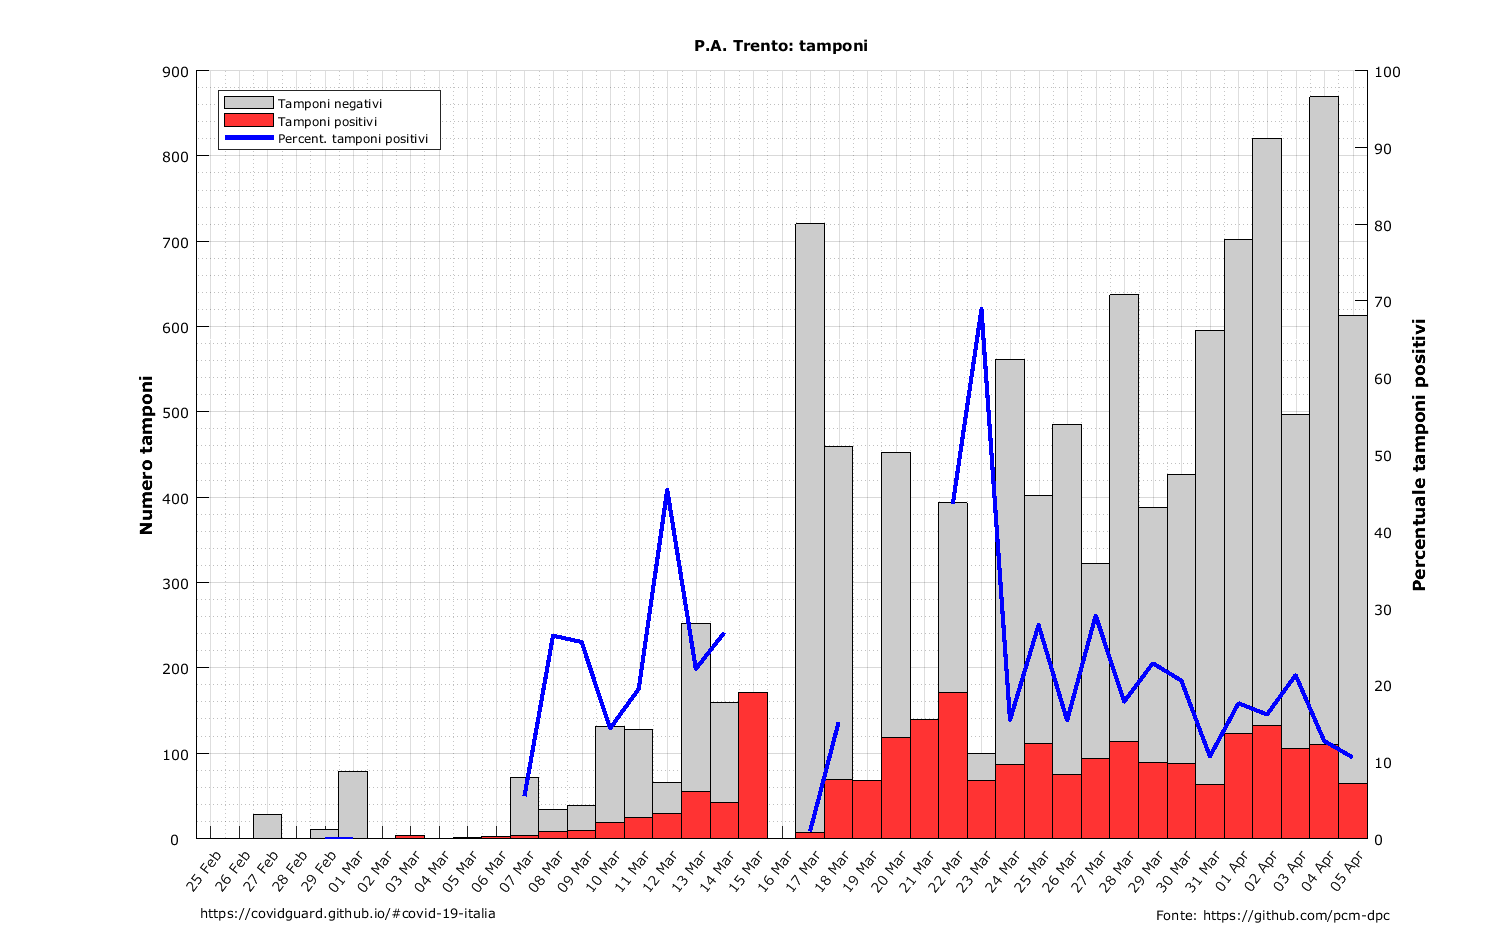 P.A. Trento: tamponi
Tamponi negativi
Tamponi positivi
Percent. tamponi positivi
Numero tamponi
900
800
700
600
500
400
300
200
100
0
Percentuale tamponi positivi
100
90
80
70
60
50
40
30
20
10
0
25 Feb
26 Feb
27 Feb
28 Feb
29 Feb
01 Mar
02 Mar
03 Mar
04 Mar
05 Mar
06 Mar
07 Mar
08 Mar
09 Mar
10 Mar
11 Mar
12 Mar
13 Mar
14 Mar
15 Mar
16 Mar
17 Mar
18 Mar
19 Mar
20 Mar
21 Mar
22 Mar
23 Mar
24 Mar
25 Mar
26 Mar
27 Mar
28 Mar
29 Mar
30 Mar
31 Mar
01 Apr
02 Apr
03 Apr
04 Apr
05 Apr
https://covidguard.github.io/#covid-19-italia
Fonte: https://github.com/pcm-dpc